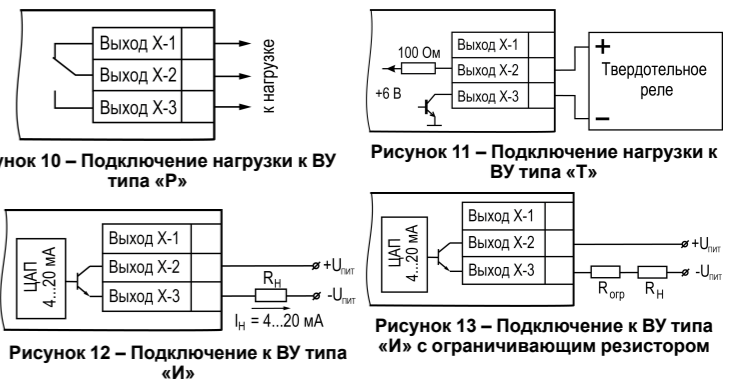 Выход X-1
Выход X-2
Выход X-3
к нагрузке
унок 10 – Подключение нагрузки к ВУ
типа «Р»
100 Ом
+6 В
Выход X-1
Выход X-2
Выход X-3
+
–
Твердотельное
реле
Рисунок 11 – Подключение нагрузки к
ВУ типа «Т»
ЦАП
4...20 мА
Выход X-1
Выход X-2
Выход X-3
+Uпит
Rн
-Uпит
Iн = 4...20 мА
Рисунок 12 – Подключение к ВУ типа
«И»
ЦАП
4...20 мА
Выход X-1
Выход X-2
Выход X-3
+Uпит
-Uпит
Rогр
Rн
Рисунок 13 – Подключение к ВУ типа
«И» с ограничивающим резистором